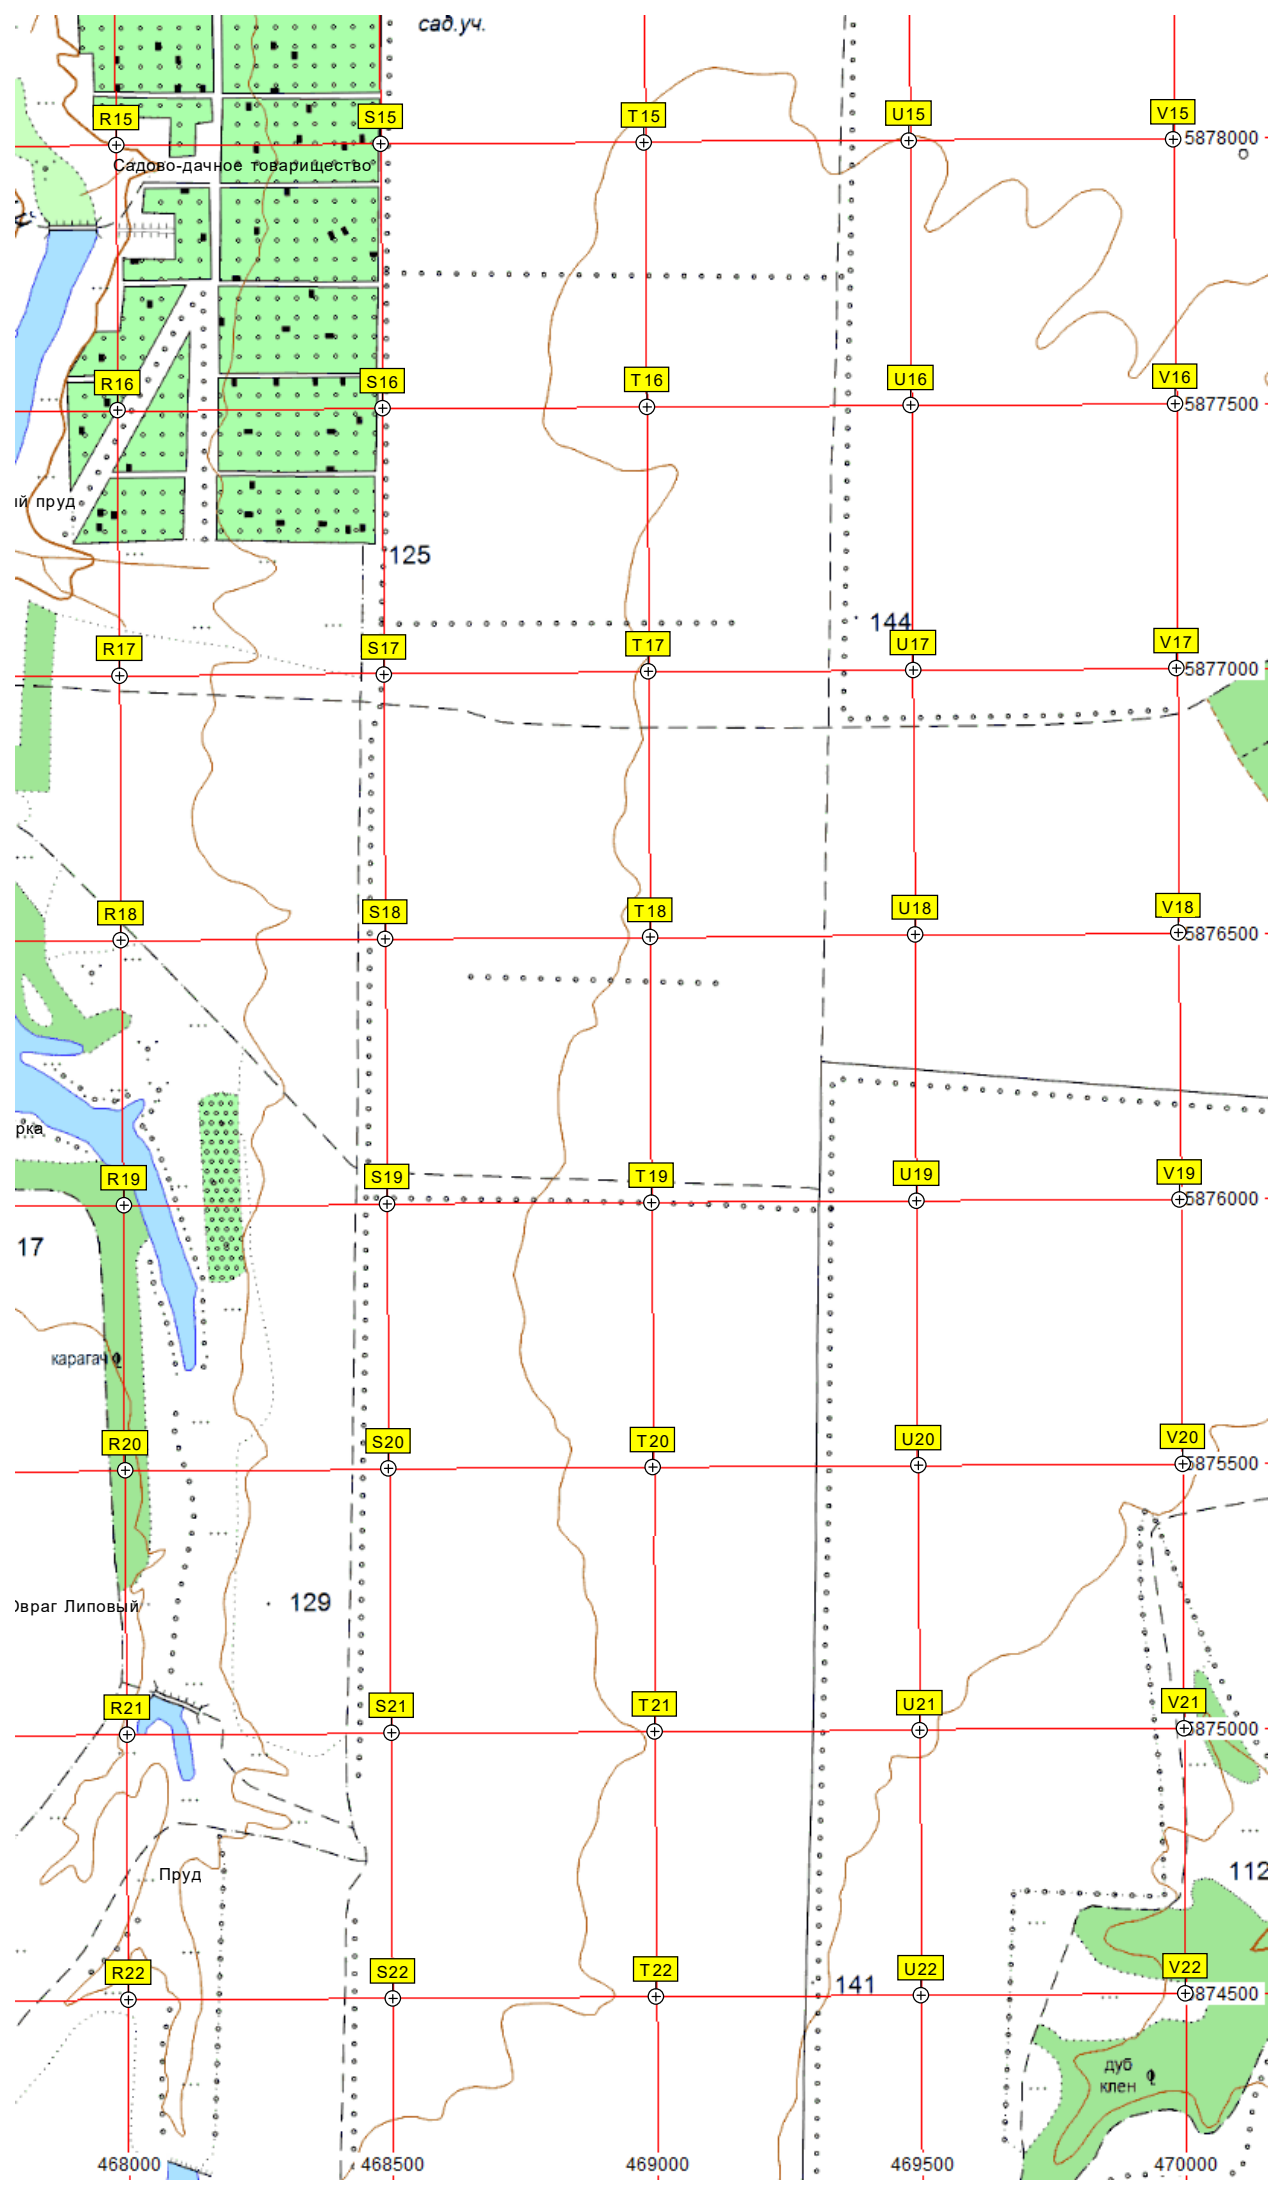 сад.уч.
R15 S15 T15 U15 V15
5878000
Садово-дачное товарищество
R16 S16 T16 U16 V16
5877500
ый пруд
125
144
R17 S17 T17 U17 V17
5877000
R18 S18 T18 U18 V18
5876500
рка
R19 S19 T19 U19 V19
5876000
17
карагач
R20 S20 T20 U20 V20
5875500
129
Овраг Липовый
R21 S21 T21 U21 V21
5875000
112
Пруд
R22 S22 T22 U22 V22
141
5874500
дуб
клен
468000 468500 469000 469500 470000